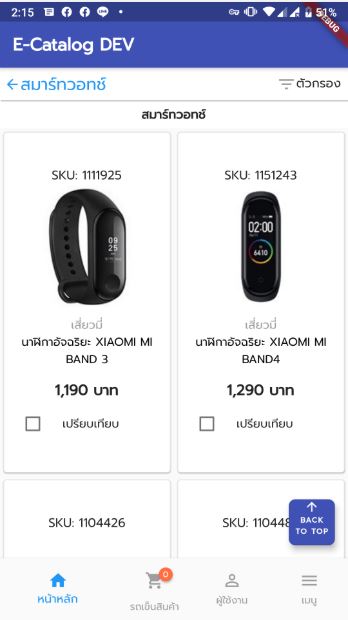 2:15
51%
DEBUG
E-Catalog DEV
สมาร์ทวอทช์
ตัวกรอง
สมาร์ทวอทช์
SKU: 1111925
SKU: 1151243
09
25
02:00
6410
เสี่ยวมี่
เสี่ยวมี่
นาฬิกาอัจฉริยะ XIAOMI MI
BAND 3
นาฬิกาอัจฉริยะ XIAOMI MI
BAND4
1,190 บาท
1,290 บาท
เปรียบเทียบ
เปรียบเทียบ
SKU: 1104426
SKU: 110448
BACK
TO TOP
0
หน้าหลัก
รถเข็นสินค้า
ผู้ใช้งาน
เมนู